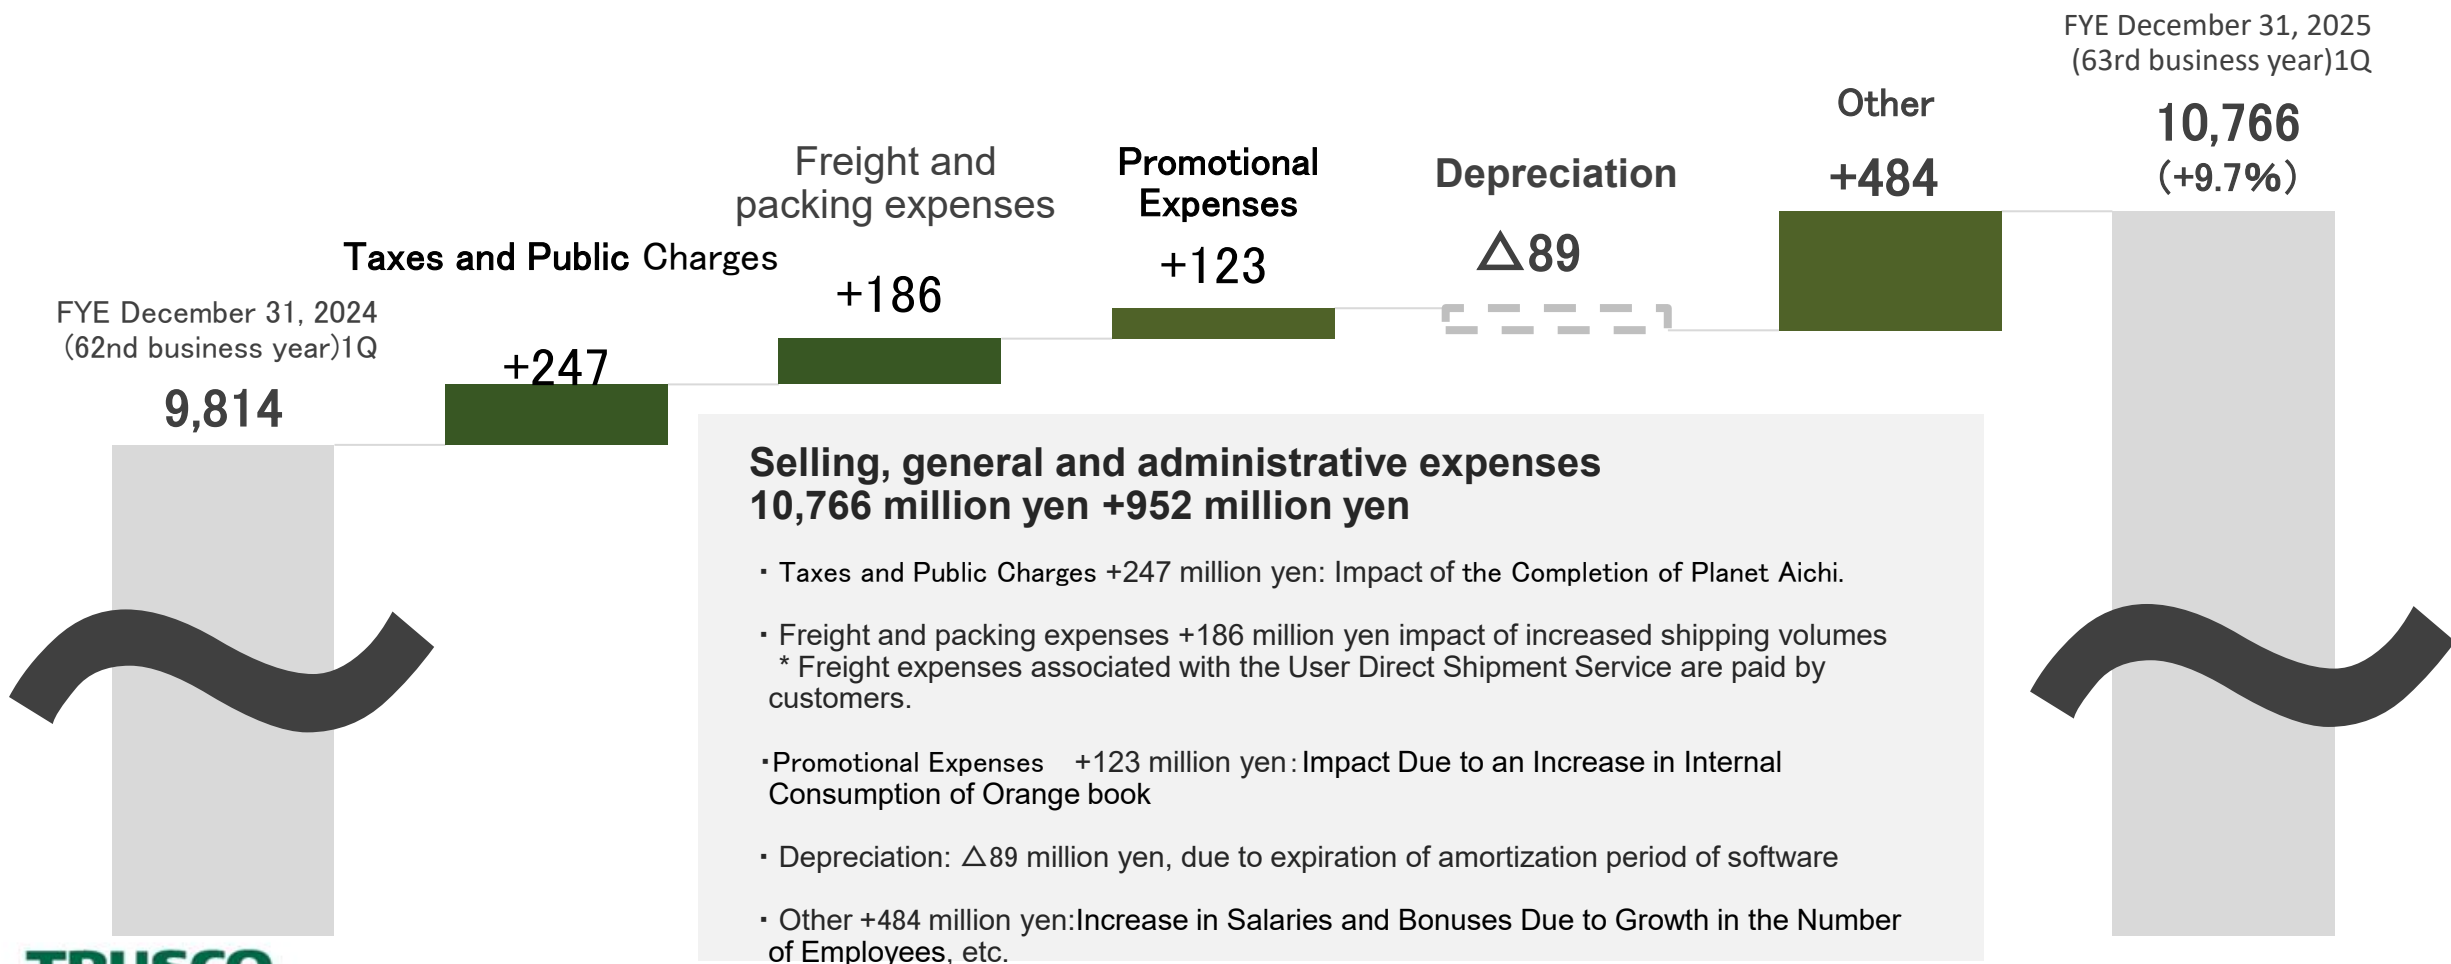 FYE December 31, 2024
(62nd business year)1Q
9,814
Taxes and Public Charges
+247
Freight and
packing expenses
+186
Promotional
Expenses
+123
Depreciation
△89
Other
+484
FYE December 31, 2025
(63rd business year)1Q
10,766
(+9.7%)
Selling, general and administrative expenses
10,766 million yen +952 million yen
・Taxes and Public Charges +247 million yen: Impact of the Completion of Planet Aichi.
・Freight and packing expenses +186 million yen impact of increased shipping volumes
* Freight expenses associated with the User Direct Shipment Service are paid by
customers.
・Promotional Expenses +123 million yen：Impact Due to an Increase in Internal
Consumption of Orange book
・Depreciation: △89 million yen, due to expiration of amortization period of software
・Other +484 million yen:Increase in Salaries and Bonuses Due to Growth in the Number
of Employees, etc.
TRUSCO